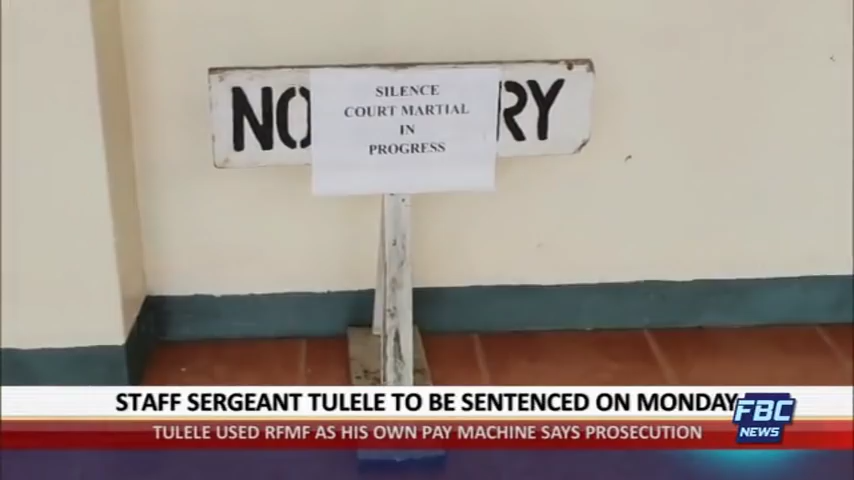 NO RY
SILENCE
COURT MARTIAL
IN
PROGRESS
STAFF SERGEANT TULELE TO BE SENTENCED ON MONDAY
TULELE USED RFMF AS HIS OWN PAY MACHINE SAYS PROSECUTION
FBC
NEWS